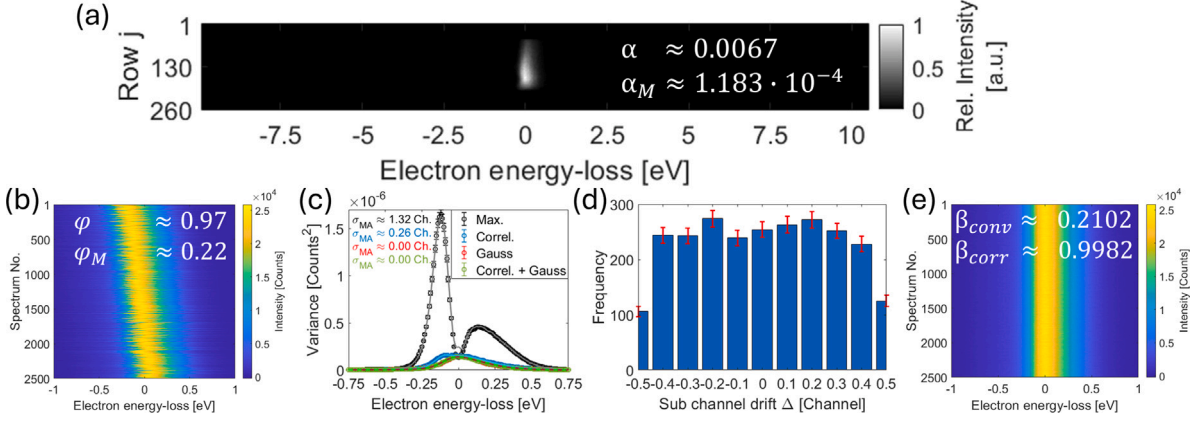 (a)
Row j
1
130
260
α ≈ 0.0067
α_M ≈ 1.183 · 10⁻⁴
-7.5 -5 -2.5 0 2.5 5 7.5 10
Electron energy-loss [eV]
1
0.5
0
Rel. Intensity
[a.u.]
(b)
Spectrum No.
1
500
1000
1500
2000
2500
φ ≈ 0.97
φ_M ≈ 0.22
-1 -0.5 0 0.5 1
Electron energy-loss [eV]
×10⁴
2.5
2
1.5
1
0.5
0
Intensity [Counts]
(c)
×10⁻⁶
Variance [Counts²]
1.5
1
0.5
0
σ_MA ≈ 1.32 Ch.
σ_MA ≈ 0.26 Ch.
σ_MA ≈ 0.00 Ch.
σ_MA ≈ 0.00 Ch.
Max.
Correl.
Gauss
Correl. + Gauss
-0.75 -0.5 -0.25 0 0.25 0.5 0.75
Electron energy-loss [eV]
(d)
Frequency
300
200
100
0
-0.5 -0.4 -0.3 -0.2 -0.1 0 0.1 0.2 0.3 0.4 0.5
Sub channel drift Δ [Channel]
(e)
Spectrum No.
1
500
1000
1500
2000
2500
β_conv ≈ 0.2102
β_corr ≈ 0.9982
-1 -0.5 0 0.5 1
Electron energy-loss [eV]
×10⁴
2.5
2
1.5
1
0.5
0
Intensity [Counts]